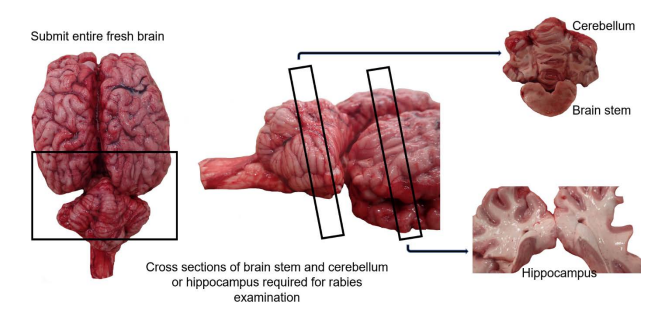 Submit entire fresh brain
Cerebellum
Brain stem
Hippocampus
Cross sections of brain stem and cerebellum
or hippocampus required for rabies
examination